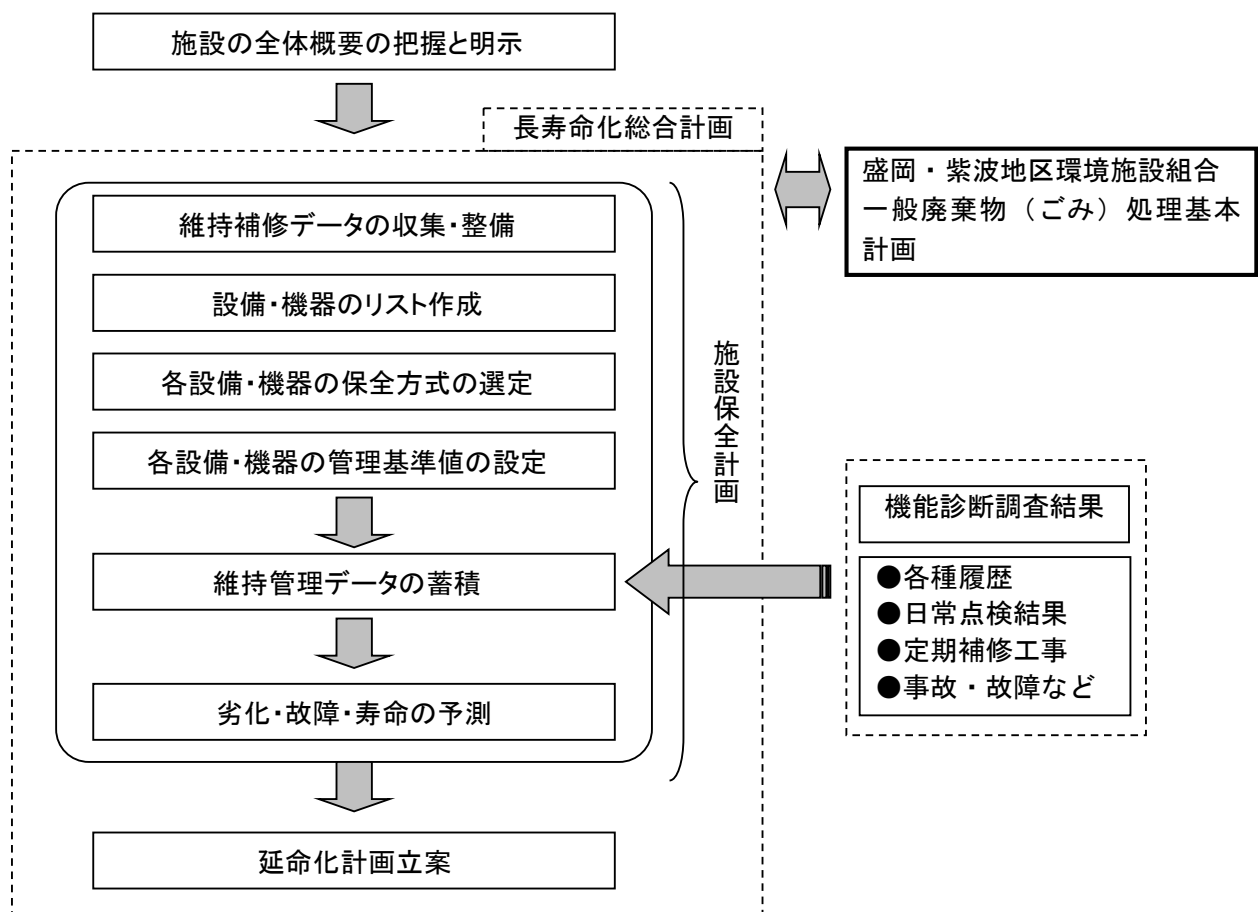 施設の全体概要の把握と明示
長寿命化総合計画
盛岡・紫波地区環境施設組合
一般廃棄物（ごみ）処理基本
計画
維持補修データの収集・整備
設備・機器のリスト作成
各設備・機器の保全方式の選定
各設備・機器の管理基準値の設定
施設保全計画
維持管理データの蓄積
劣化・故障・寿命の予測
機能診断調査結果
●各種履歴
●日常点検結果
●定期補修工事
●事故・故障など
延命化計画立案